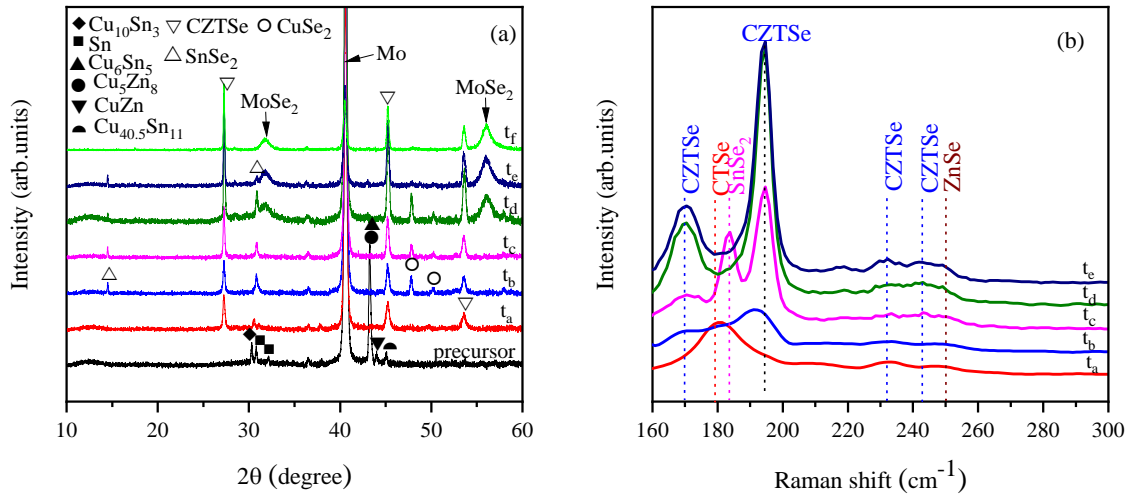 Cu10Sn3 CZTSe CuSe2
Sn SnSe2
Cu6Sn5
Cu5Zn8
CuZn
Cu40.5Sn11
(a)
Mo
MoSe2
MoSe2
tf
te
td
tc
tb
ta
precursor
Intensity (arb.units)
10 20 30 40 50 60
2θ (degree)
(b)
CZTSe
CZTSe
CTSe
SnSe2
CZTSe
CZTSe
ZnSe
te
td
tc
tb
ta
Intensity (arb.units)
160 180 200 220 240 260 280 300
Raman shift (cm-1)